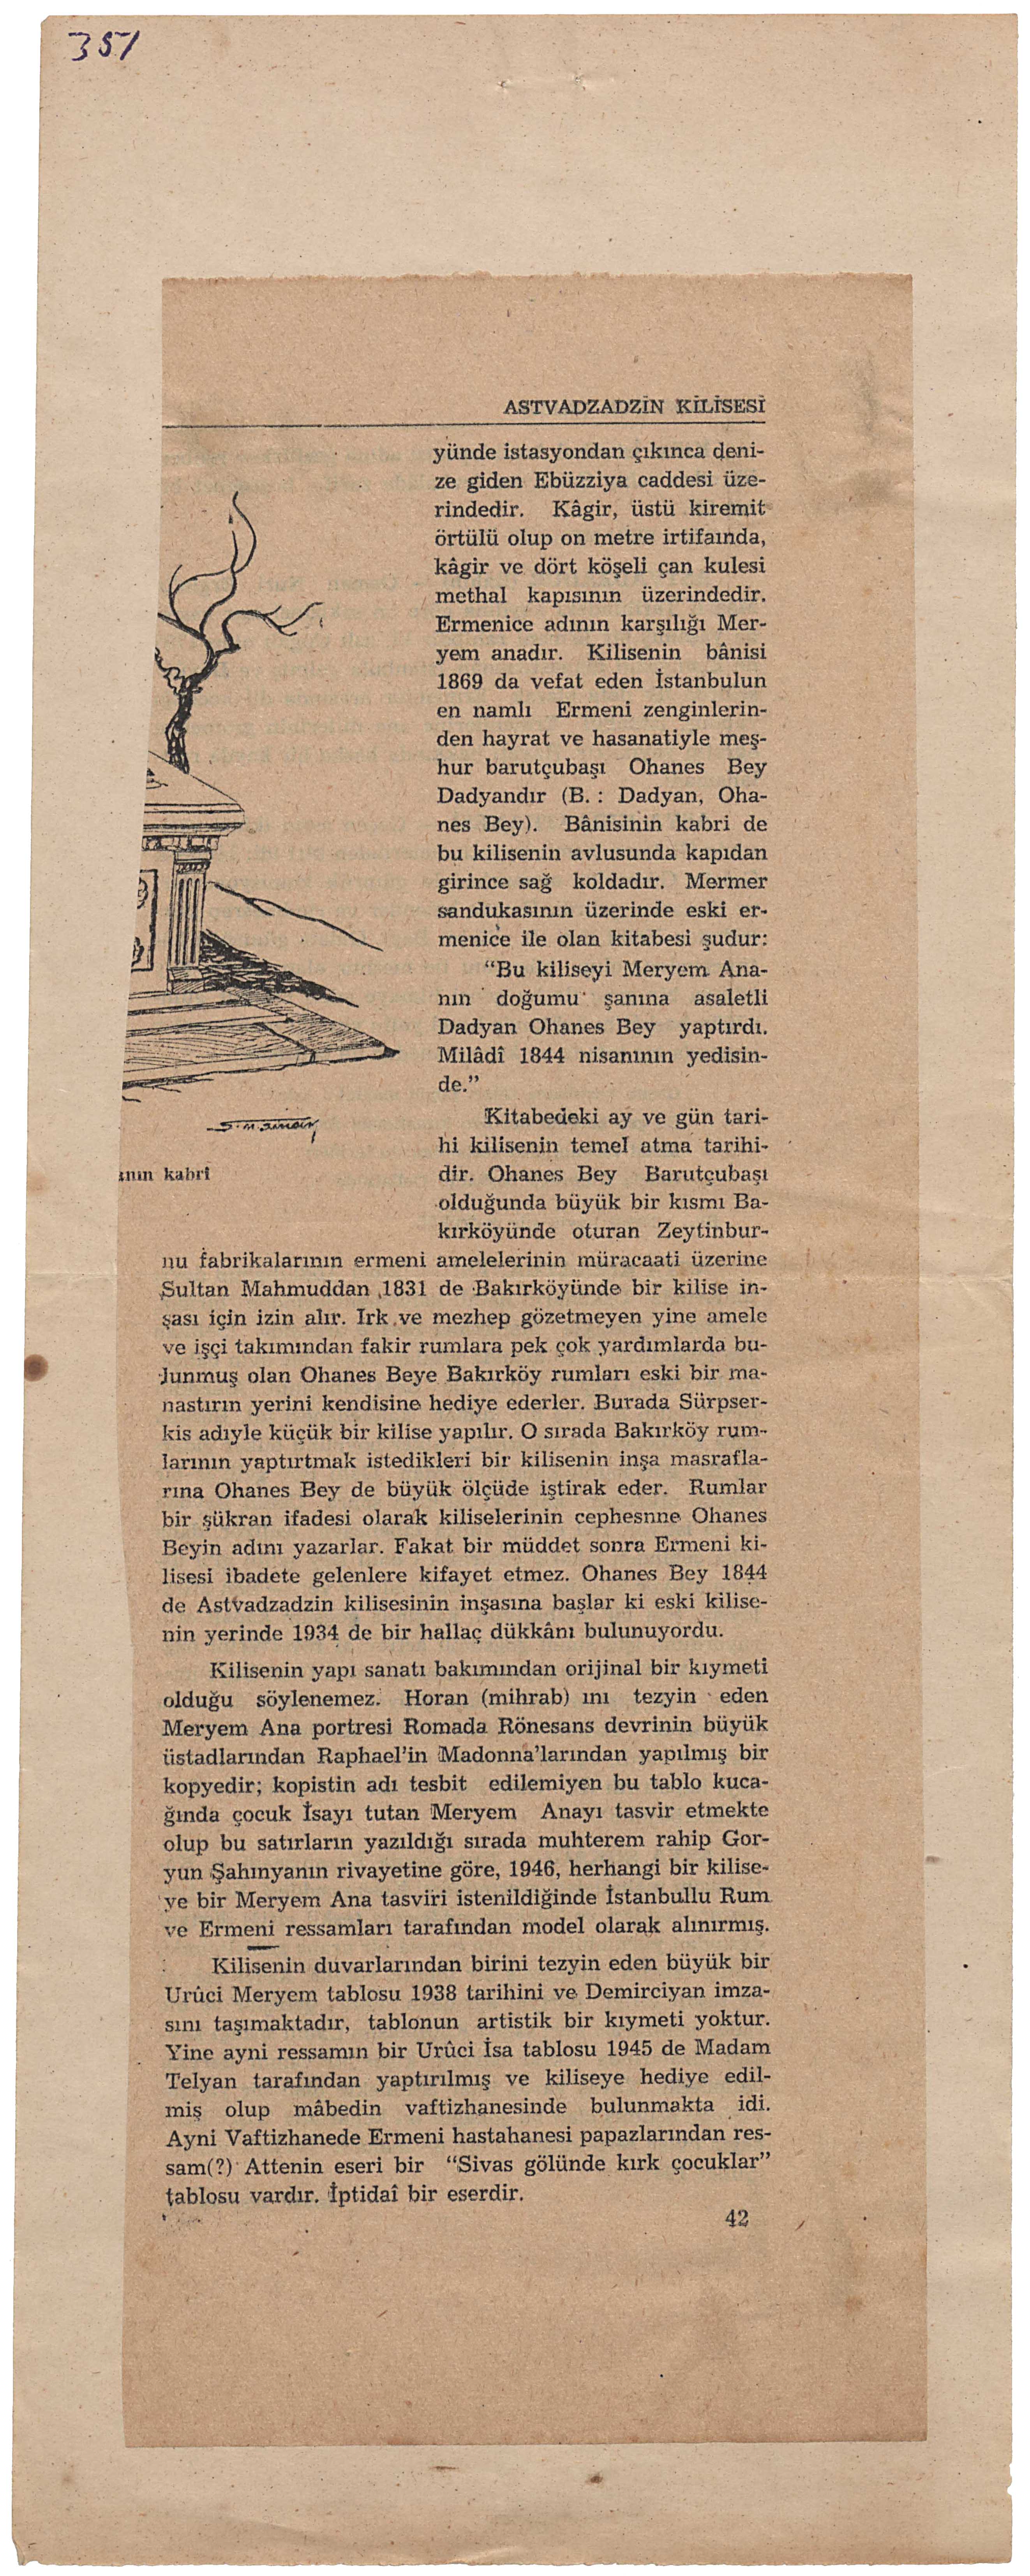 351
ASTVADZADZİN KİLİSESİ
yünde istasyondan çıkınca deni-
ze giden Ebüzziya caddesi üze-
rindedir. Kâgir, üstü kiremit
örtülü olup on metre irtifaında,
kâgir ve dört köşeli çan kulesi
methal kapısının üzerindedir.
Ermenice adının karşılığı Mer-
yem anadır. Kilisenin bânisi
1869 da vefat eden İstanbulun
en namlı Ermeni zenginlerin-
den hayrat ve hasanatiyle meş-
hur barutçubaşı Ohanes Bey
Dadyandır (B. : Dadyan, Oha-
nes Bey). Bânisinin kabri de
bu kilisenin avlusunda kapıdan
girince sağ koldadır. Mermer
sandukasının üzerinde eski er-
menice ile olan kitabesi şudur:
"Bu kiliseyi Meryem Ana-
nın doğumu şanına asaletli
Dadyan Ohanes Bey yaptırdı.
Milâdî 1844 nisanının yedisin-
de."
Kitabedeki ay ve gün tari-
hi kilisenin temel atma tarihi-
dir. Ohanes Bey Barutçubaşı
olduğunda büyük bir kısmı Ba-
kırköyünde oturan Zeytinbur-
nu fabrikalarının ermeni amelelerinin müracaati üzerine
Sultan Mahmuddan 1831 de Bakırköyünde bir kilise in-
şası için izin alır. Irk ve mezhep gözetmeyen yine amele
ve işçi takımından fakir rumlara pek çok yardımlarda bu-
lunmuş olan Ohanes Beye Bakırköy rumları eski bir ma-
nastırın yerini kendisine hediye ederler. Burada Sürpser-
kis adıyle küçük bir kilise yapılır. O sırada Bakırköy rum-
larının yaptırtmak istedikleri bir kilisenin inşa masrafla-
rına Ohanes Bey de büyük ölçüde iştirak eder. Rumlar
bir şükran ifadesi olarak kiliselerinin cephesnne Ohanes
Beyin adını yazarlar. Fakat bir müddet sonra Ermeni ki-
lisesi ibadete gelenlere kifayet etmez. Ohanes Bey 1844
de Astvadzadzin kilisesinin inşasına başlar ki eski kilise-
nin yerinde 1934 de bir hallaç dükkânı bulunuyordu.
Kilisenin yapı sanatı bakımından orijinal bir kıymeti
olduğu söylenemez. Horan (mihrab) ını tezyin eden
Meryem Ana portresi Romada Rönesans devrinin büyük
üstadlarından Raphael'in Madonna'larından yapılmış bir
kopyedir; kopistin adı tesbit edilemiyen bu tablo kuca-
ğında çocuk İsayı tutan Meryem Anayı tasvir etmekte
olup bu satırların yazıldığı sırada muhterem rahip Gor-
yun Şahınyanın rivayetine göre, 1946, herhangi bir kilise-
ye bir Meryem Ana tasviri istenildiğinde İstanbullu Rum
ve Ermeni ressamları tarafından model olarak alınırmış.
Kilisenin duvarlarından birini tezyin eden büyük bir
Urûci Meryem tablosu 1938 tarihini ve Demirciyan imza-
sını taşımaktadır, tablonun artistik bir kıymeti yoktur.
Yine ayni ressamın bir Urûci İsa tablosu 1945 de Madam
Telyan tarafından yaptırılmış ve kiliseye hediye edil-
miş olup mâbedin vaftizhanesinde bulunmakta idi.
Ayni Vaftizhanede Ermeni hastahanesi papazlarından res-
sam(?) Attenin eseri bir "Sivas gölünde kırk çocuklar"
tablosu vardır. İptidaî bir eserdir.
ının kabri
42